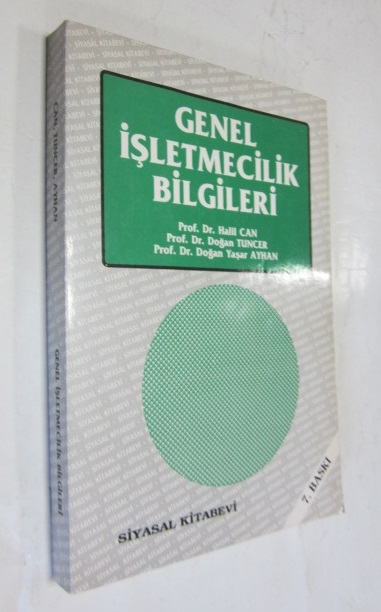 GENEL
İŞLETMECİLİK
BİLGİLERİ
Prof. Dr. Halil CAN
Prof. Dr. Doğan TUNCER
Prof. Dr. Doğan Yaşar AYHAN
7. BASKI
SİYASAL KİTABEVİ
CAN, TUNCER, AYHAN
GENEL İŞLETMECİLİK BİLGİLERİ